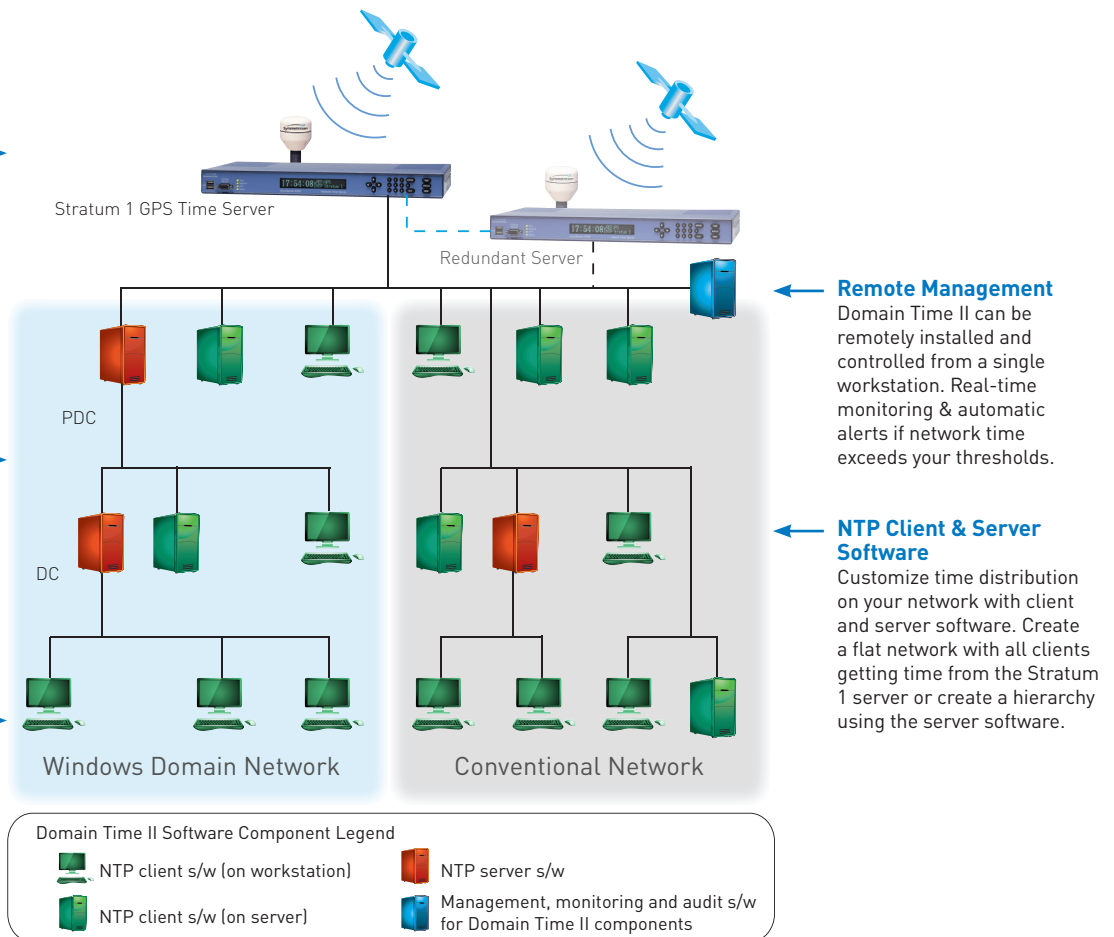 17:54:08
Stratum 1 GPS Time Server
17:54:08
Redundant Server
Remote Management
Domain Time II can be
remotely installed and
controlled from a single
workstation. Real-time
monitoring & automatic
alerts if network time
exceeds your thresholds.
PDC
NTP Client & Server
Software
Customize time distribution
on your network with client
and server software. Create
a flat network with all clients
getting time from the Stratum
1 server or create a hierarchy
using the server software.
DC
Windows Domain Network
Conventional Network
Domain Time II Software Component Legend
NTP client s/w (on workstation)
NTP server s/w
NTP client s/w (on server)
Management, monitoring and audit s/w
for Domain Time II components